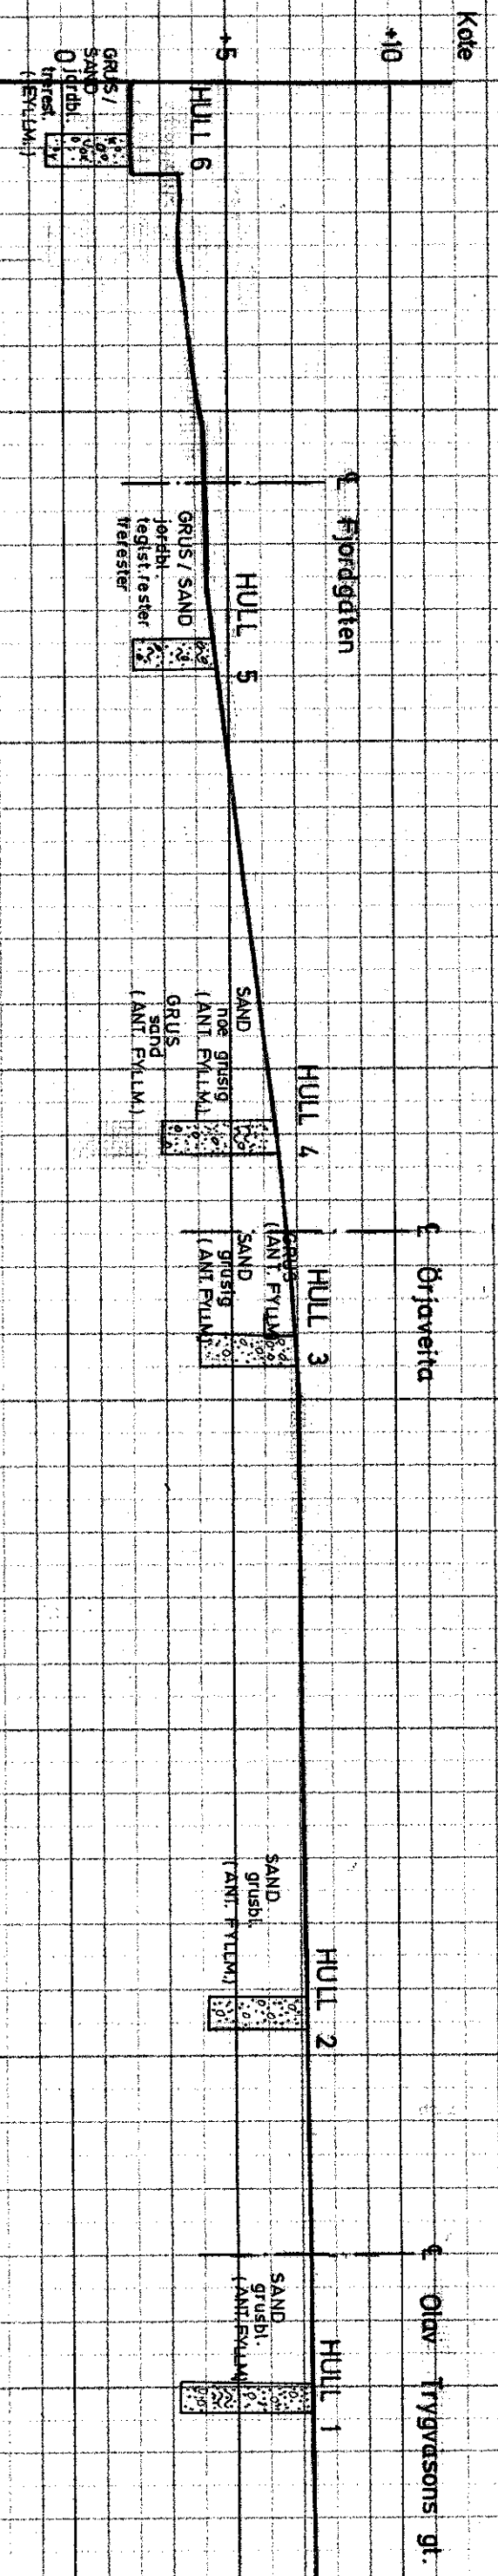 Kote
+10
+5
0
HULL 6
GRUS /
SAND
jordbl.
trerest.
( FYLLM.)
℄ Fjordgaten
HULL 5
GRUS / SAND
jordbl.
teglst.rester
trerester
HULL 4
SAND
noe grusig
( ANT. FYLLM.)
GRUS
sand
( ANT. FYLLM.)
℄ Örjaveita
HULL 3
GRUS
( ANT. FYLLM.
SAND
grusig
( ANT. FYLLM.
HULL 2
SAND
grusbl.
( ANT. FYLLM.)
℄ Olav Trygvasons gt.
HULL 1
SAND
grusbl.
( ANT. FYLLM.